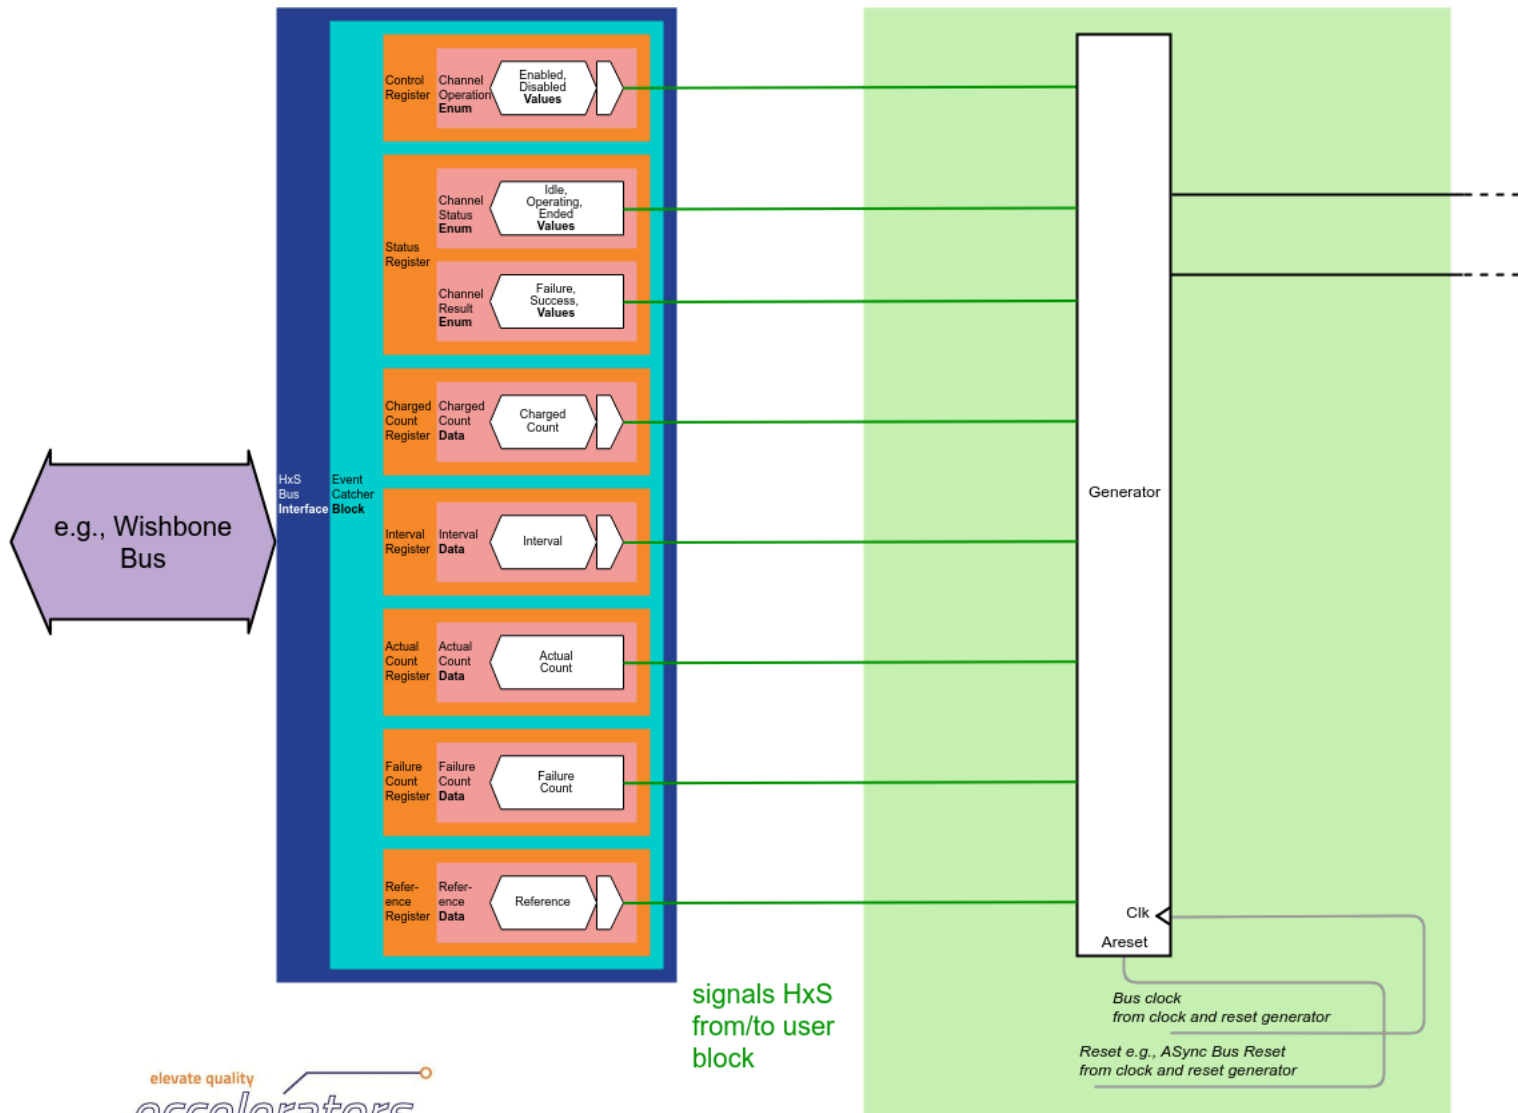 Control
Register
Channel
Operation
Enum
Enabled,
Disabled
Values
Status
Register
Channel
Status
Enum
Idle,
Operating,
Ended
Values
Channel
Result
Enum
Failure,
Success,
Values
Charged
Count
Register
Charged
Count
Data
Charged
Count
HxS
Bus
Interface
Event
Catcher
Block
e.g., Wishbone
Bus
Interval
Register
Interval
Data
Interval
Actual
Count
Register
Actual
Count
Data
Actual
Count
Failure
Count
Register
Failure
Count
Data
Failure
Count
Refer-
ence
Register
Refer-
ence
Data
Reference
Generator
Clk
Areset
signals HxS
from/to user
block
Bus clock
from clock and reset generator
Reset e.g., ASync Bus Reset
from clock and reset generator
elevate quality
accelerators